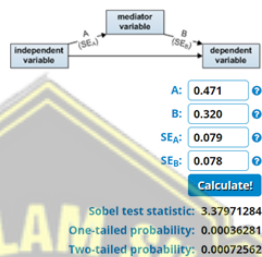 mediator
variable
A
(SEA)
B
(SEB)
independent
variable
dependent
variable
A: 0.471 ?
B: 0.320 ?
SEA: 0.079 ?
SEB: 0.078 ?
Calculate!
Sobel test statistic: 3.37971284
One-tailed probability: 0.00036281
Two-tailed probability: 0.00072562